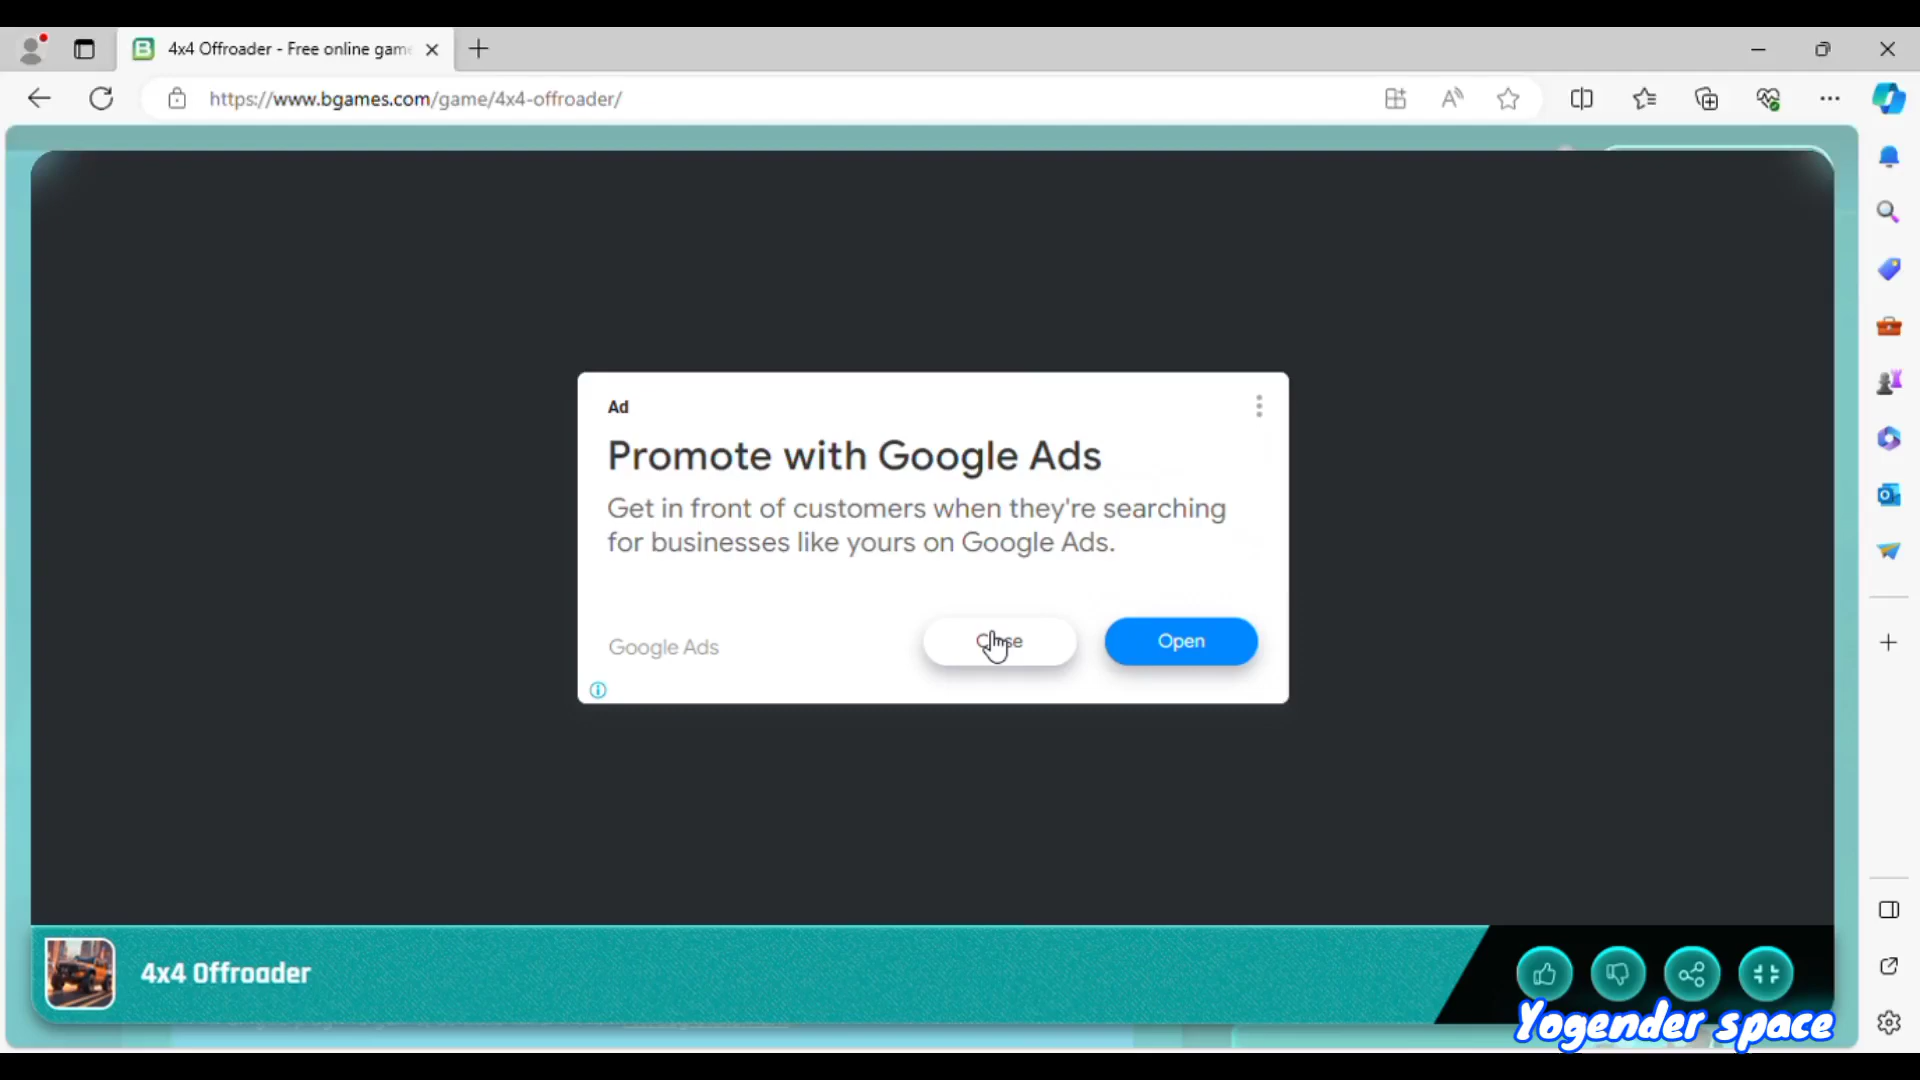 4x4 Offroader - Free online gam
https://www.bgames.com/game/4x4-offroader/
Ad
Promote with Google Ads
Get in front of customers when they're searching
for businesses like yours on Google Ads.
Google Ads
Open
4x4 Offroader
Yogender space